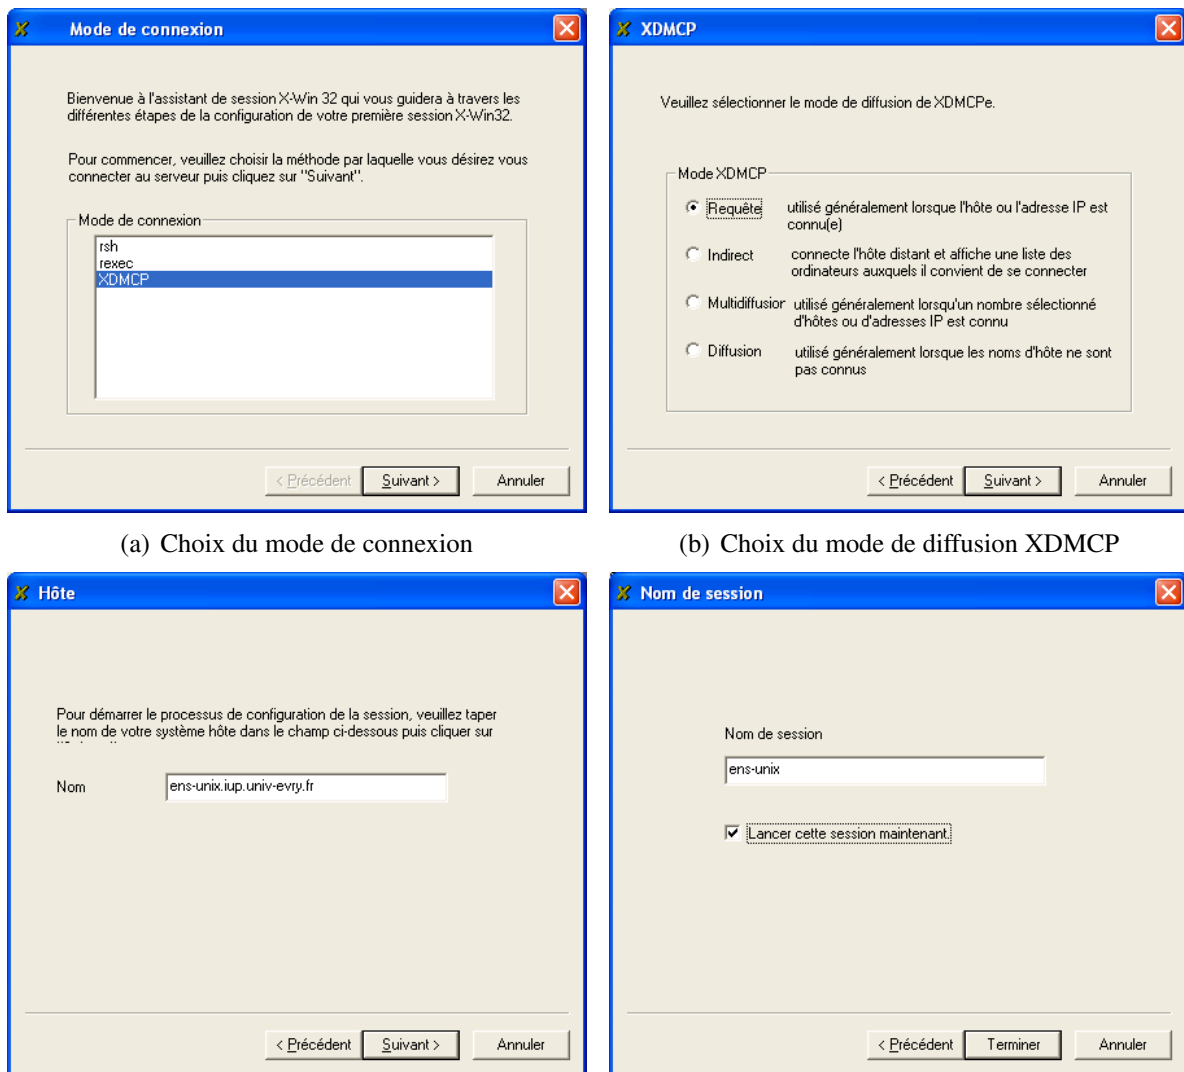 Mode de connexion
Bienvenue à l'assistant de session X-Win 32 qui vous guidera à travers les
différentes étapes de la configuration de votre première session X-Win32.
Pour commencer, veuillez choisir la méthode par laquelle vous désirez vous
connecter au serveur puis cliquez sur "Suivant".
Mode de connexion
rsh
rexec
XDMCP
< Précédent
Suivant >
Annuler
(a) Choix du mode de connexion
XDMCP
Veuillez sélectionner le mode de diffusion de XDMCPe.
Mode XDMCP
Requête utilisé généralement lorsque l'hôte ou l'adresse IP est
connu(e)
Indirect connecte l'hôte distant et affiche une liste des
ordinateurs auxquels il convient de se connecter
Multidiffusior utilisé généralement lorsqu'un nombre sélectionné
d'hôtes ou d'adresses IP est connu
Diffusion utilisé généralement lorsque les noms d'hôte ne sont
pas connus
< Précédent
Suivant >
Annuler
(b) Choix du mode de diffusion XDMCP
Hôte
Pour démarrer le processus de configuration de la session, veuillez taper
le nom de votre système hôte dans le champ ci-dessous puis cliquer sur
Nom ens-unix.iup.univ-evry.fr
< Précédent
Suivant >
Annuler
Nom de session
Nom de session
ens-unix
Lancer cette session maintenant.
< Précédent
Terminer
Annuler